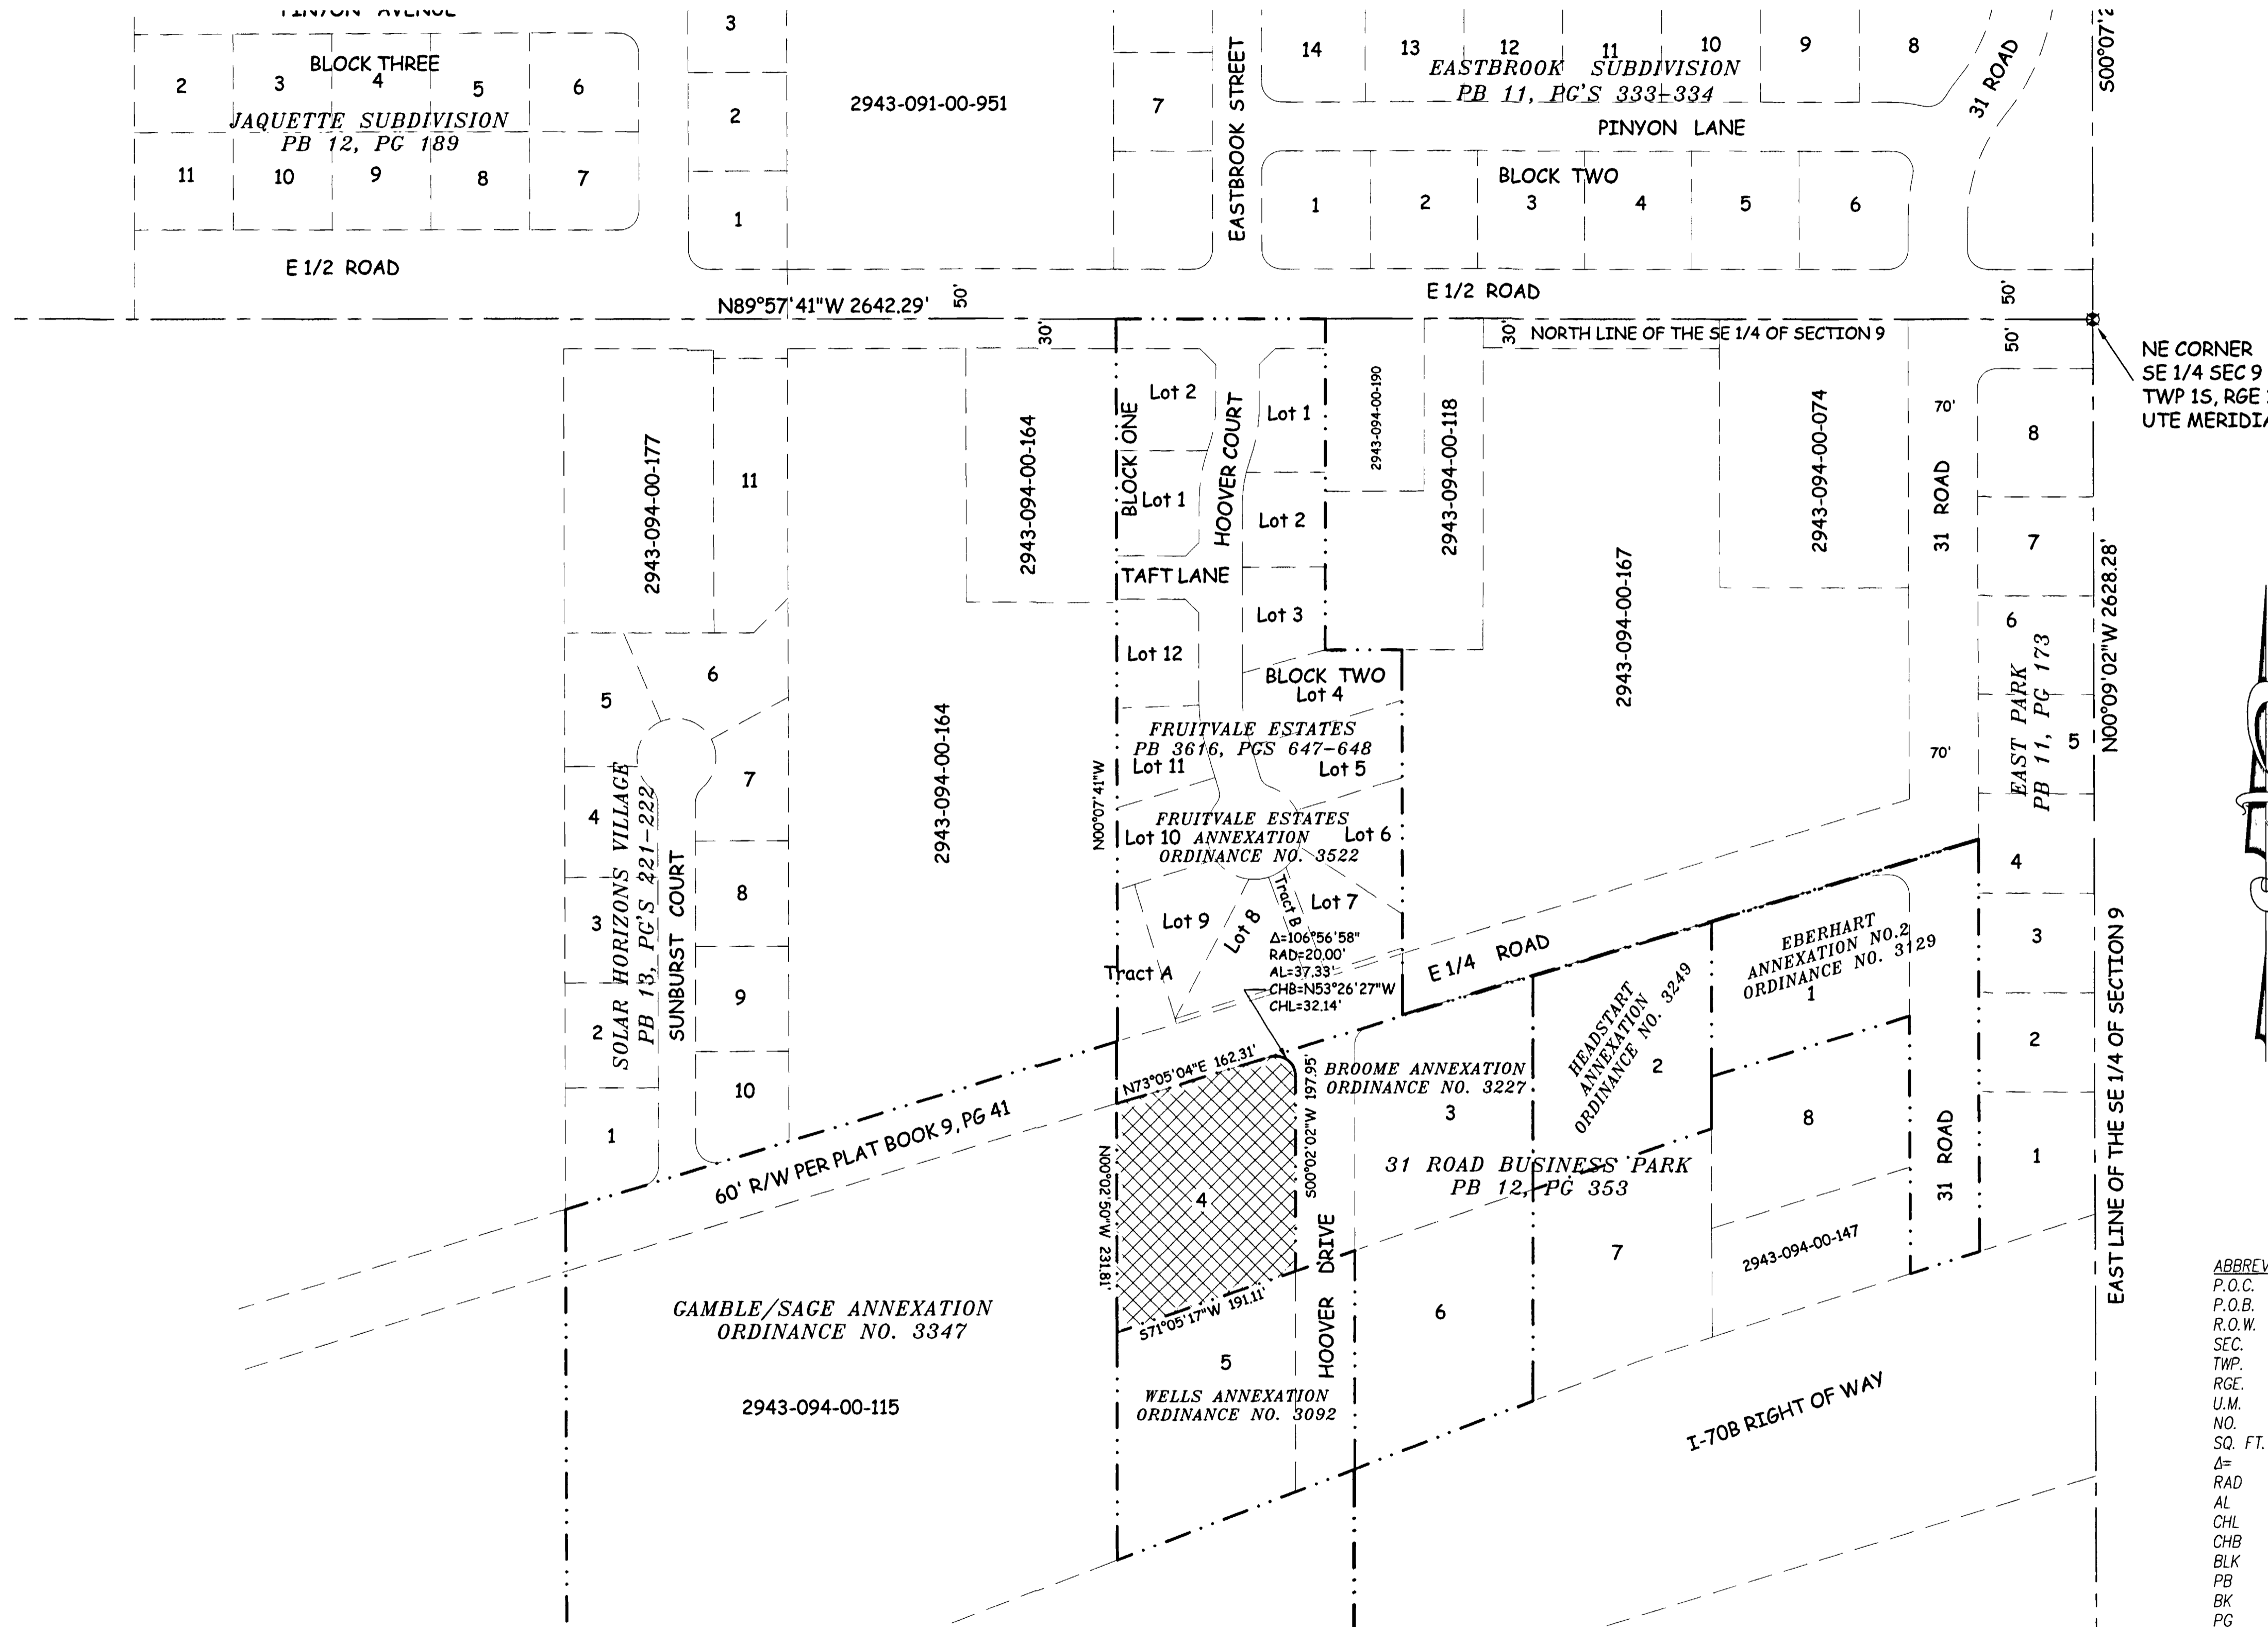 PINYON AVENUE
BLOCK THREE
2
3
4
5
6
JAQUETTE SUBDIVISION
PB 12, PG 189
11
10
9
8
7
E 1/2 ROAD
3
2
1
2943-091-00-951
7
EASTBROOK STREET
14
13
12
11
10
9
8
EASTBROOK SUBDIVISION
PB 11, PG'S 333-334
PINYON LANE
BLOCK TWO
1
2
3
4
5
6
31 ROAD
S00°07'2
E 1/2 ROAD
N89°57'41"W 2642.29'
50'
50'
30'
30'
50'
NORTH LINE OF THE SE 1/4 OF SECTION 9
NE CORNER
SE 1/4 SEC 9
TWP 1S, RGE
UTE MERIDIA
2943-094-00-177
11
5
6
4
7
3
8
2
9
1
10
SOLAR HORIZONS VILLAGE
PB 13, PG'S 221-222
SUNBURST COURT
2943-094-00-164
2943-094-00-164
BLOCK ONE
Lot 2
Lot 1
HOOVER COURT
Lot 1
Lot 2
TAFT LANE
Lot 3
Lot 12
BLOCK TWO
Lot 4
FRUITVALE ESTATES
PB 3616, PGS 647-648
Lot 11
Lot 5
FRUITVALE ESTATES
Lot 10 ANNEXATION Lot 6
ORDINANCE NO. 3522
N00°07'41"W
Lot 9
Lot 8
Tract B
Lot 7
Tract A
Δ=106°56'58"
RAD=20.00'
AL=37.33'
CHB=N53°26'27"W
CHL=32.14'
2943-094-00-190
2943-094-00-118
2943-094-00-167
2943-094-00-074
70'
31 ROAD
70'
8
7
6
5
4
3
2
1
EAST PARK
PB 11, PG 173
N00°09'02"W 2628.28'
EAST LINE OF THE SE 1/4 OF SECTION 9
E 1/4 ROAD
EBERHART
ANNEXATION NO.2
ORDINANCE NO. 3129
1
HEADSTART
ANNEXATION
ORDINANCE NO. 3249
2
BROOME ANNEXATION
ORDINANCE NO. 3227
3
8
31 ROAD
31 ROAD BUSINESS PARK
PB 12, PG 353
7
2943-094-00-147
6
N73°05'04"E 162.31'
S00°02'02"W 197.95'
N00°02'50"W 231.81'
4
S71°05'17"W 191.11'
HOOVER DRIVE
60' R/W PER PLAT BOOK 9, PG 41
GAMBLE/SAGE ANNEXATION
ORDINANCE NO. 3347
2943-094-00-115
5
WELLS ANNEXATION
ORDINANCE NO. 3092
I-70B RIGHT OF WAY
ABBREV
P.O.C.
P.O.B.
R.O.W.
SEC.
TWP.
RGE.
U.M.
NO.
SQ. FT.
Δ=
RAD
AL
CHL
CHB
BLK
PB
BK
PG